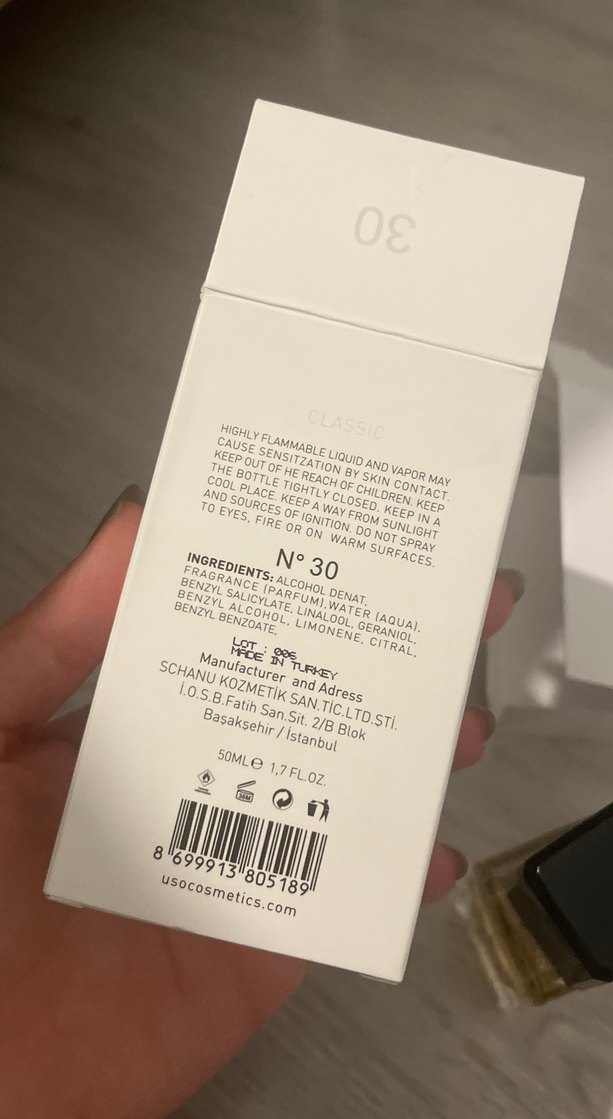 30
CLASSIC
HIGHLY FLAMMABLE LIQUID AND VAPOR MAY
CAUSE SENSITZATION BY SKIN CONTACT.
KEEP OUT OF HE REACH OF CHILDREN. KEEP
THE BOTTLE TIGHTLY CLOSED. KEEP IN A
COOL PLACE. KEEP A WAY FROM SUNLIGHT
AND SOURCES OF IGNITION. DO NOT SPRAY
TO EYES, FIRE OR ON WARM SURFACES.
N° 30
INGREDIENTS: ALCOHOL DENAT,
FRAGRANCE (PARFUM),WATER (AQUA),
BENZYL SALICYLATE, LINALOOL, GERANIOL,
BENZYL ALCOHOL, LIMONENE, CITRAL,
BENZYL BENZOATE,
LOT : 006
MADE IN TURKEY
Manufacturer and Adress
SCHANU KOZMETİK SAN.TİC.LTD.STİ.
İ.O.S.B.Fatih San.Sit. 2/B Blok
Başakşehir / İstanbul
50ML℮ 1,7 FL.OZ.
36M
8 699913 805189
usocosmetics.com